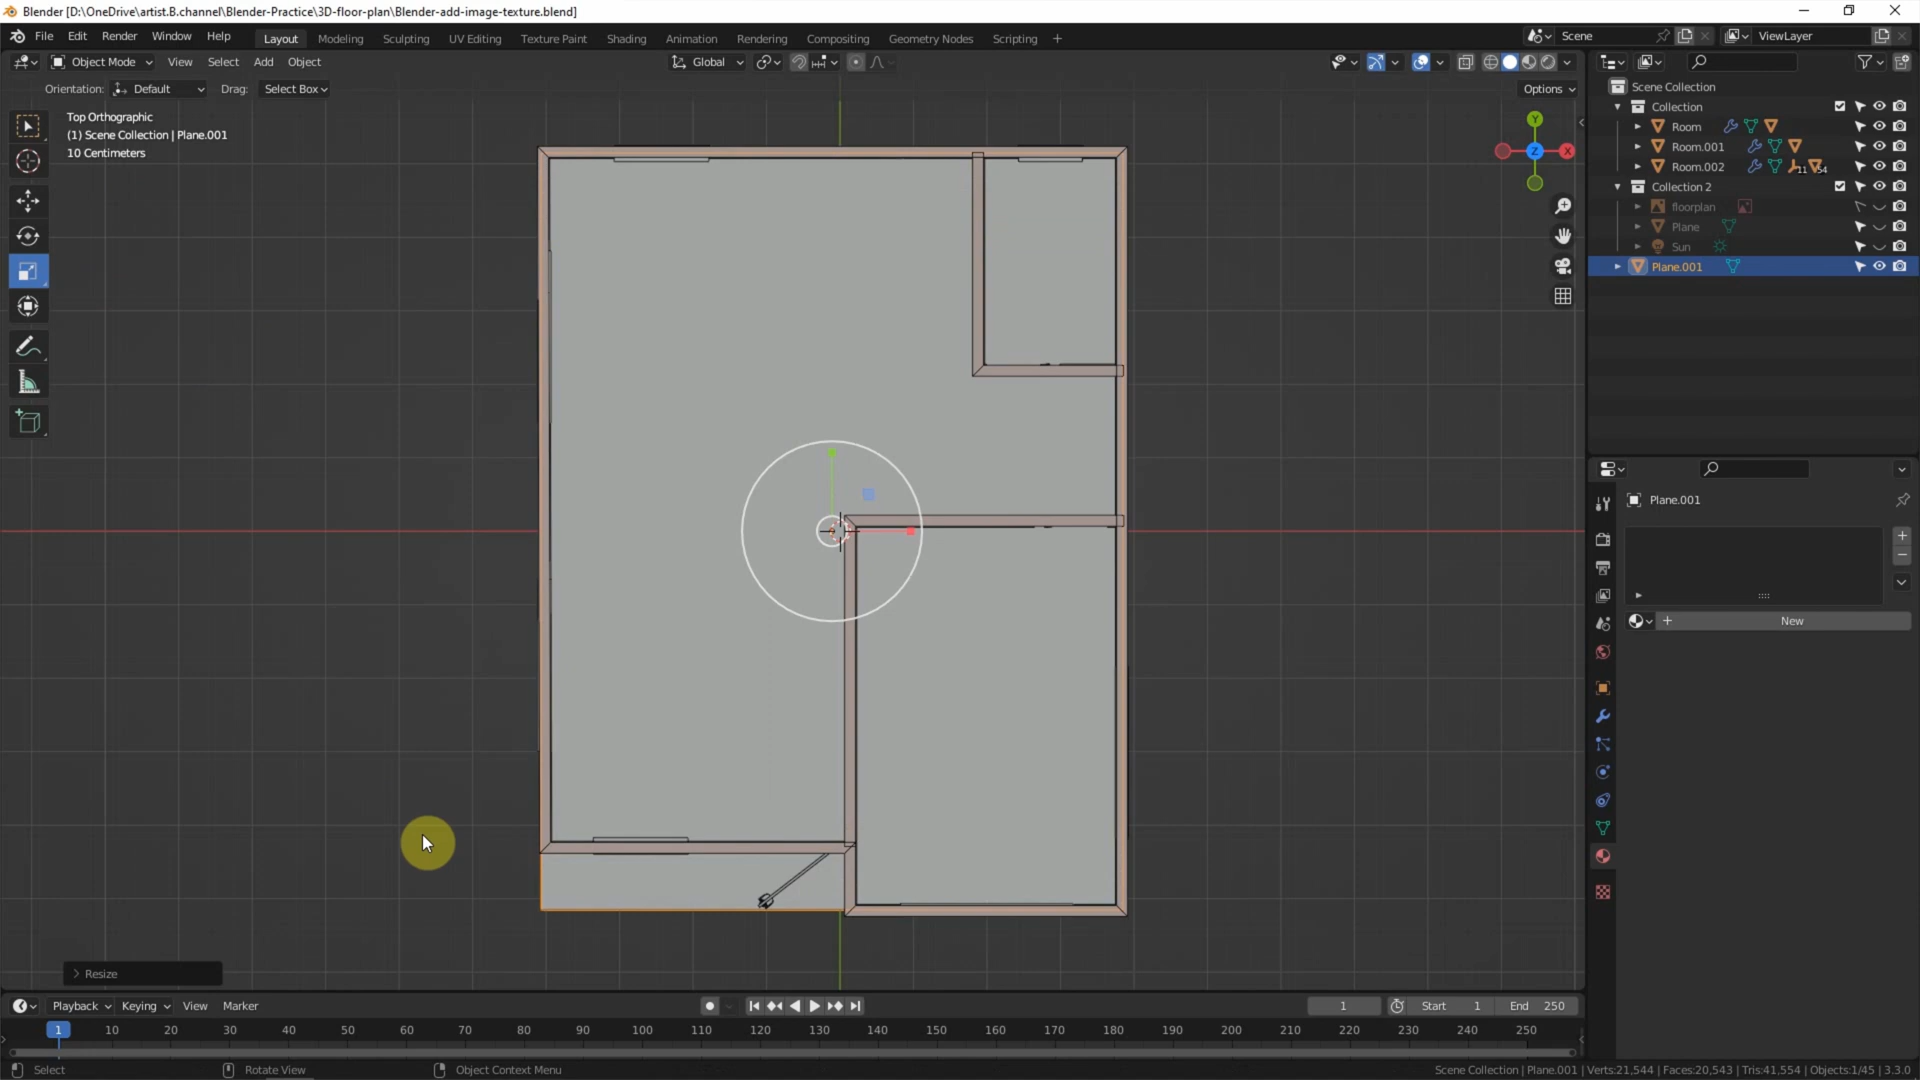 Blender [D:\OneDrive\artist.B.channel\Blender-Practice\3D-floor-plan\Blender-add-image-texture.blend]
File Edit Render Window Help Layout Modeling Sculpting UV Editing Texture Paint Shading Animation Rendering Compositing Geometry Nodes Scripting + Scene ViewLayer
Object Mode View Select Add Object Global
Orientation: Default Drag: Select Box Options
Top Orthographic
(1) Scene Collection | Plane.001
10 Centimeters
Y
Z X
Scene Collection
Collection
Room
Room.001
Room.002 11 54
Collection 2
floorplan
Plane
Sun
Plane.001
Plane.001
New
Resize
Playback Keying View Marker 1 Start 1 End 250
1 10 20 30 40 50 60 70 80 90 100 110 120 130 140 150 160 170 180 190 200 210 220 230 240 250
Select Rotate View Object Context Menu Scene Collection | Plane.001 | Verts:21,544 | Faces:20,543 | Tris:41,554 | Objects:1/45 | 3.3.0